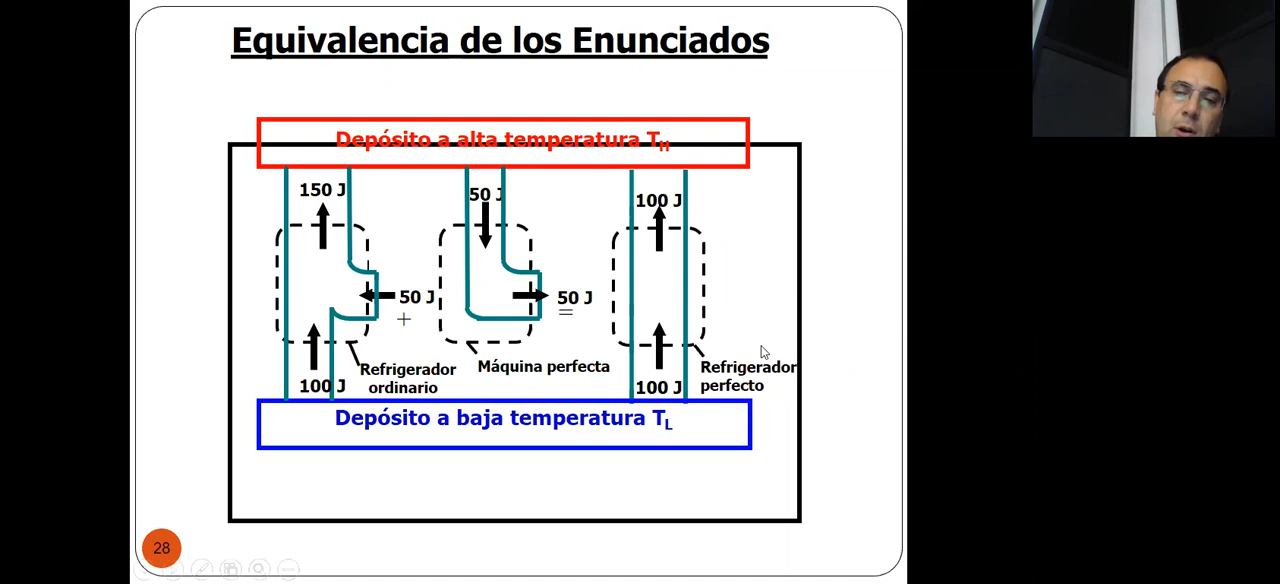 Equivalencia de los Enunciados
Depósito a alta temperatura TH
150 J
50 J
100 J
50 J
+
50 J
=
Refrigerador
ordinario
Máquina perfecta
Refrigerador
perfecto
100 J
100 J
Depósito a baja temperatura TL
28